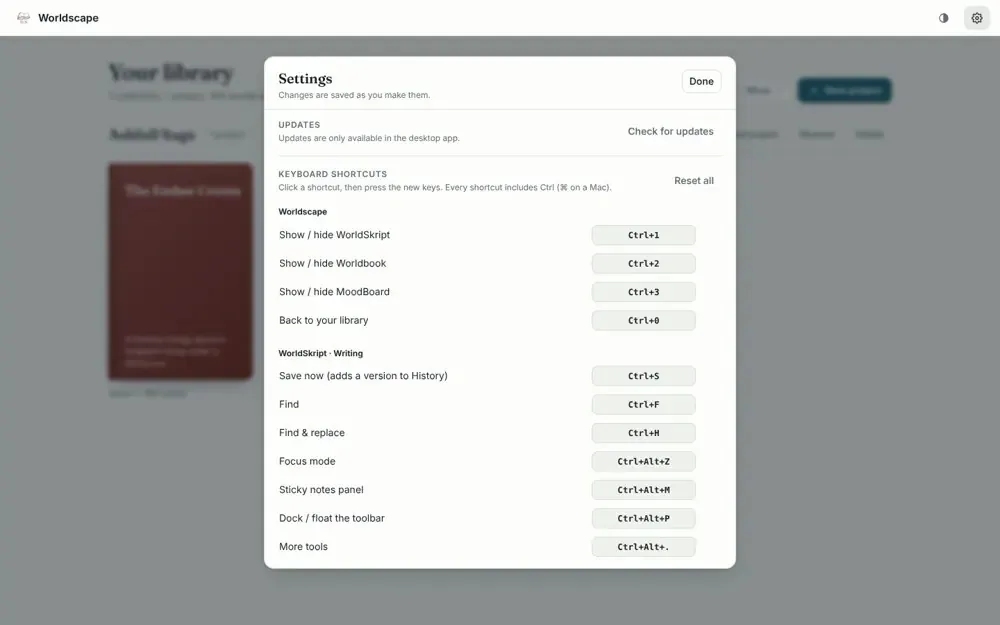 Worldscape
Your library
Settings
Done
Changes are saved as you make them.
New project
UPDATES
Updates are only available in the desktop app.
Check for updates
KEYBOARD SHORTCUTS
Click a shortcut, then press the new keys. Every shortcut includes Ctrl (⌘ on a Mac).
Reset all
Worldscape
Show / hide WorldSkript Ctrl+1
Show / hide Worldbook Ctrl+2
Show / hide MoodBoard Ctrl+3
Back to your library Ctrl+0
WorldSkript · Writing
Save now (adds a version to History) Ctrl+S
Find Ctrl+F
Find & replace Ctrl+H
Focus mode Ctrl+Alt+Z
Sticky notes panel Ctrl+Alt+M
Dock / float the toolbar Ctrl+Alt+P
More tools Ctrl+Alt+.